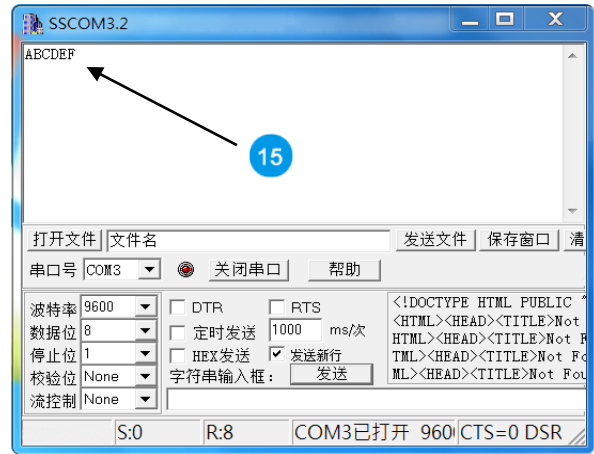 SSCOM3.2
ABCDEF
15
打开文件 文件名 发送文件 保存窗口 清
串口号 COM3 关闭串口 帮助
波特率 9600 DTR RTS
数据位 8 定时发送 1000 ms/次
停止位 1 HEX发送 发送新行
校验位 None 字符串输入框： 发送
流控制 None
<!DOCTYPE HTML PUBLIC "
<HTML><HEAD><TITLE>Not
HTML><HEAD><TITLE>Not F
TML><HEAD><TITLE>Not Fo
ML><HEAD><TITLE>Not Fou
S:0 R:8 COM3已打开 960 CTS=0 DSR